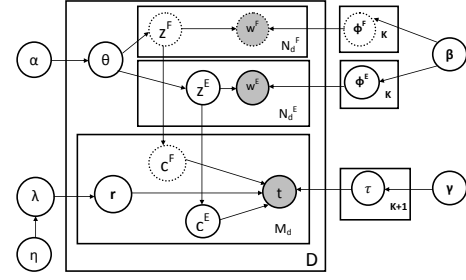 z^F
w^F
Φ^F
K
N_d^F
α
θ
β
z^E
w^E
Φ^E
K
N_d^E
c^F
λ
r
t
τ
γ
K+1
c^E
M_d
η
D